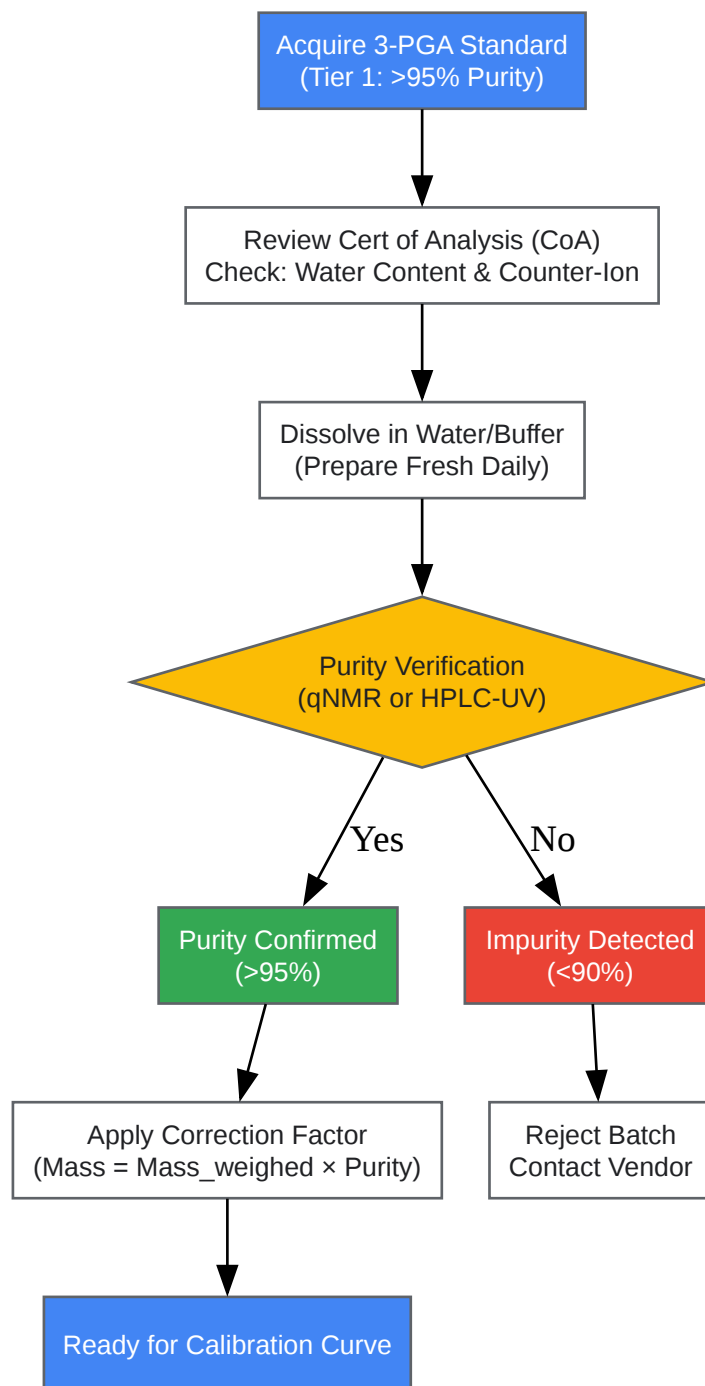 Acquire 3-PGA Standard
(Tier 1: >95% Purity)
Review Cert of Analysis (CoA)
Check: Water Content & Counter-Ion
Dissolve in Water/Buffer
(Prepare Fresh Daily)
Purity Verification
(qNMR or HPLC-UV)
Yes
No
Purity Confirmed
(>95%)
Impurity Detected
(<90%)
Apply Correction Factor
(Mass = Mass_weighed × Purity)
Reject Batch
Contact Vendor
Ready for Calibration Curve